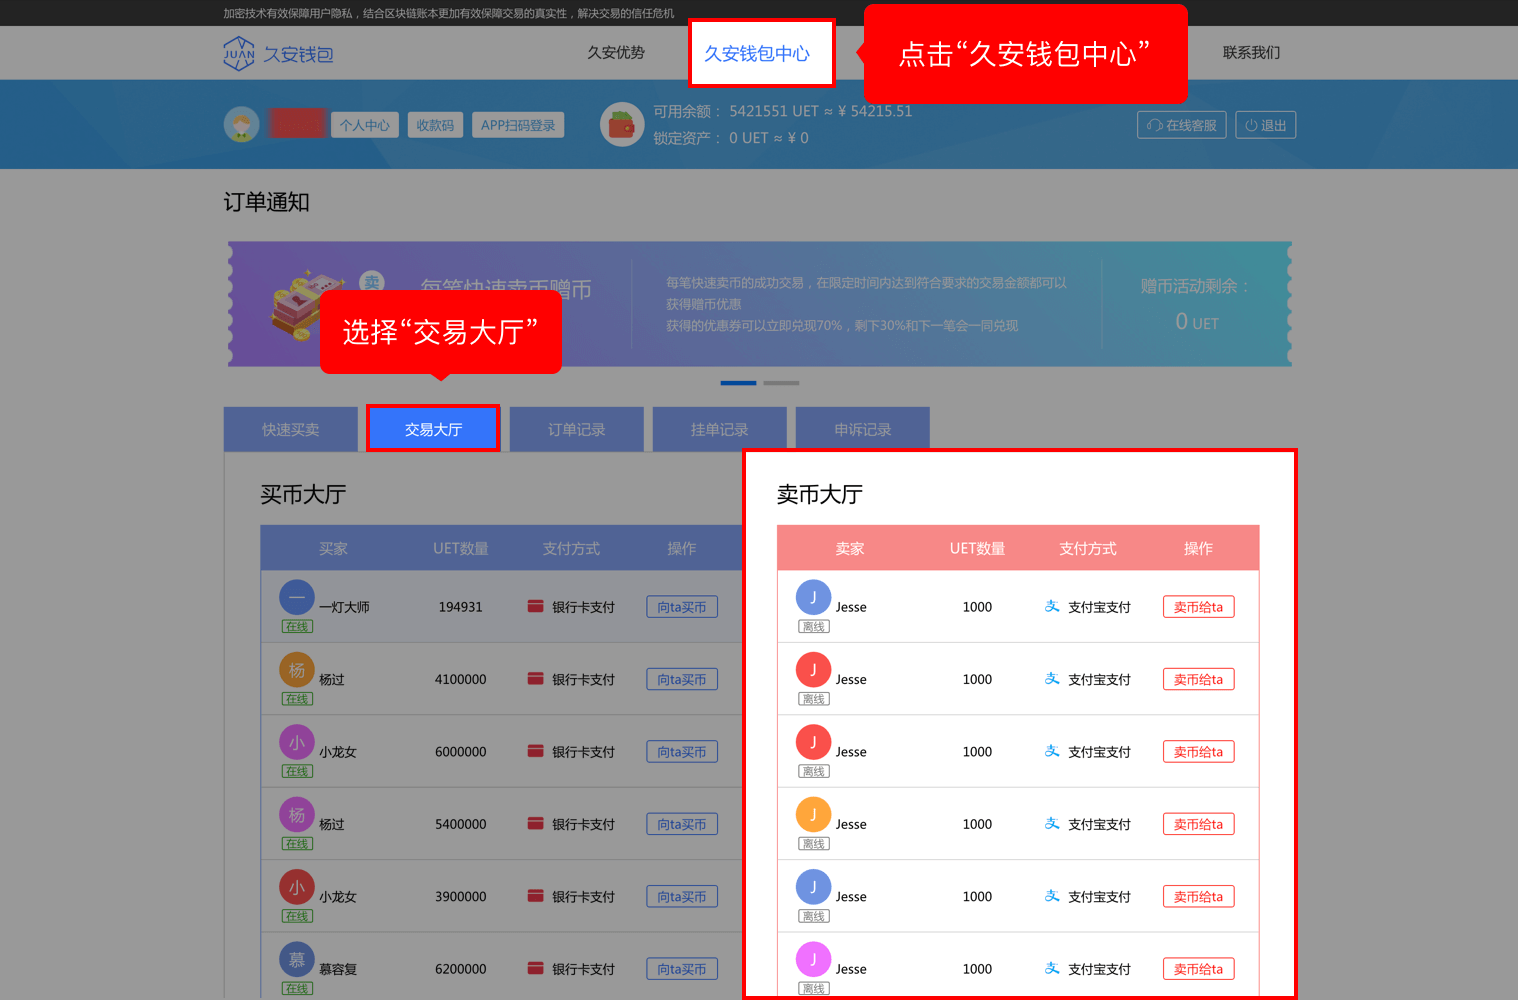 加密技术有效保障用户隐私，结合区块链账本更加有效保障交易的真实性，解决交易的信任危机
JUAN 久安钱包
久安优势
久安钱包中心
点击“久安钱包中心”
联系我们
个人中心
收款码
APP扫码登录
可用余额： 5421551 UET ≈ ¥ 54215.51
锁定资产： 0 UET ≈ ¥ 0
在线客服
退出
订单通知
卖
每笔快速卖币赠币
每笔快速卖币的成功交易，在限定时间内达到符合要求的交易金额都可以
获得赠币优惠
获得的优惠券可以立即兑现70%，剩下30%和下一笔会一同兑现
赠币活动剩余：
0 UET
选择“交易大厅”
快速买卖
交易大厅
订单记录
挂单记录
申诉记录
买币大厅
买家 UET数量 支付方式 操作
一 一灯大师 194931 银行卡支付 向ta买币
在线
杨 杨过 4100000 银行卡支付 向ta买币
在线
小 小龙女 6000000 银行卡支付 向ta买币
在线
杨 杨过 5400000 银行卡支付 向ta买币
在线
小 小龙女 3900000 银行卡支付 向ta买币
在线
慕 慕容复 6200000 银行卡支付 向ta买币
在线
卖币大厅
卖家 UET数量 支付方式 操作
J Jesse 1000 支 支付宝支付 卖币给ta
离线
J Jesse 1000 支 支付宝支付 卖币给ta
离线
J Jesse 1000 支 支付宝支付 卖币给ta
离线
J Jesse 1000 支 支付宝支付 卖币给ta
离线
J Jesse 1000 支 支付宝支付 卖币给ta
离线
J Jesse 1000 支 支付宝支付 卖币给ta
离线